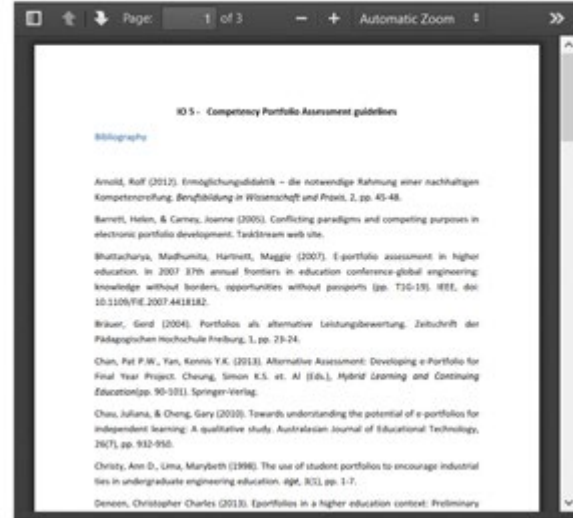 Page: 1 of 3 − + Automatic Zoom
IO 5 - Competency Portfolio Assessment guidelines
Bibliography
Arnold, Rolf (2012). Ermöglichungsdidaktik – die notwendige Rahmung einer nachhaltigen
Kompetenzreifung. Berufsbildung in Wissenschaft und Praxis, 2, pp. 45-48.
Barrett, Helen, & Carney, Joanne (2005). Conflicting paradigms and competing purposes in
electronic portfolio development. TaskStream web site.
Bhattacharya, Madhumita, Hartnett, Maggie (2007). E-portfolio assessment in higher
education. In 2007 37th annual frontiers in education conference-global engineering:
knowledge without borders, opportunities without passports (pp. T1G-19). IEEE, doi:
10.1109/FIE.2007.4418182.
Bräuer, Gerd (2004). Portfolios als alternative Leistungsbewertung. Zeitschrift der
Pädagogischen Hochschule Freiburg, 1, pp. 23-24.
Chan, Pat P.W., Yan, Kennis Y.K. (2013). Alternative Assessment: Developing e-Portfolio for
Final Year Project. Cheung, Simon K.S. et. Al (Eds.), Hybrid Learning and Continuing
Education(pp. 90-101). Springer-Verlag.
Chau, Juliana, & Cheng, Gary (2010). Towards understanding the potential of e-portfolios for
independent learning: A qualitative study. Australasian Journal of Educational Technology,
26(7), pp. 932-950.
Christy, Ann D., Lima, Marybeth (1998). The use of student portfolios to encourage industrial
ties in undergraduate engineering education. age, 3(1), pp. 1-7.
Deneen, Christopher Charles (2013). Eportfolios in a higher education context: Preliminary